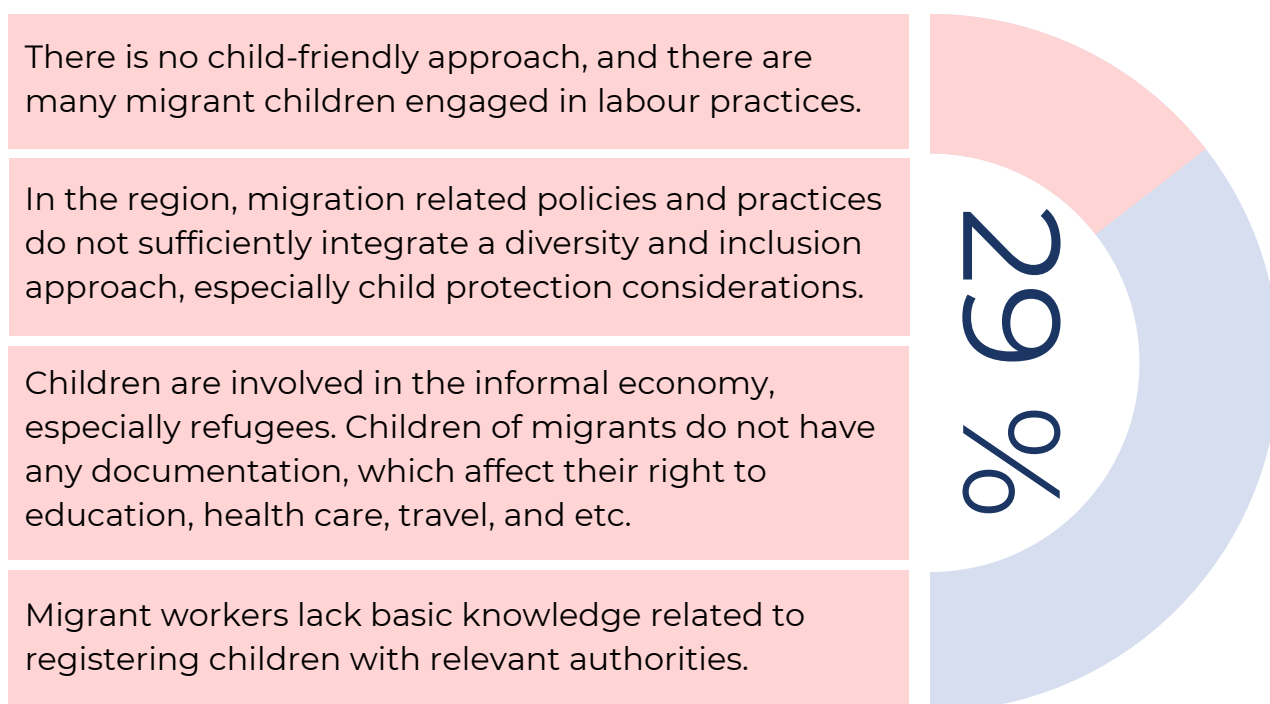 There is no child-friendly approach, and there are
many migrant children engaged in labour practices.
In the region, migration related policies and practices
do not sufficiently integrate a diversity and inclusion
approach, especially child protection considerations.
Children are involved in the informal economy,
especially refugees. Children of migrants do not have
any documentation, which affect their right to
education, health care, travel, and etc.
Migrant workers lack basic knowledge related to
registering children with relevant authorities.
29 %